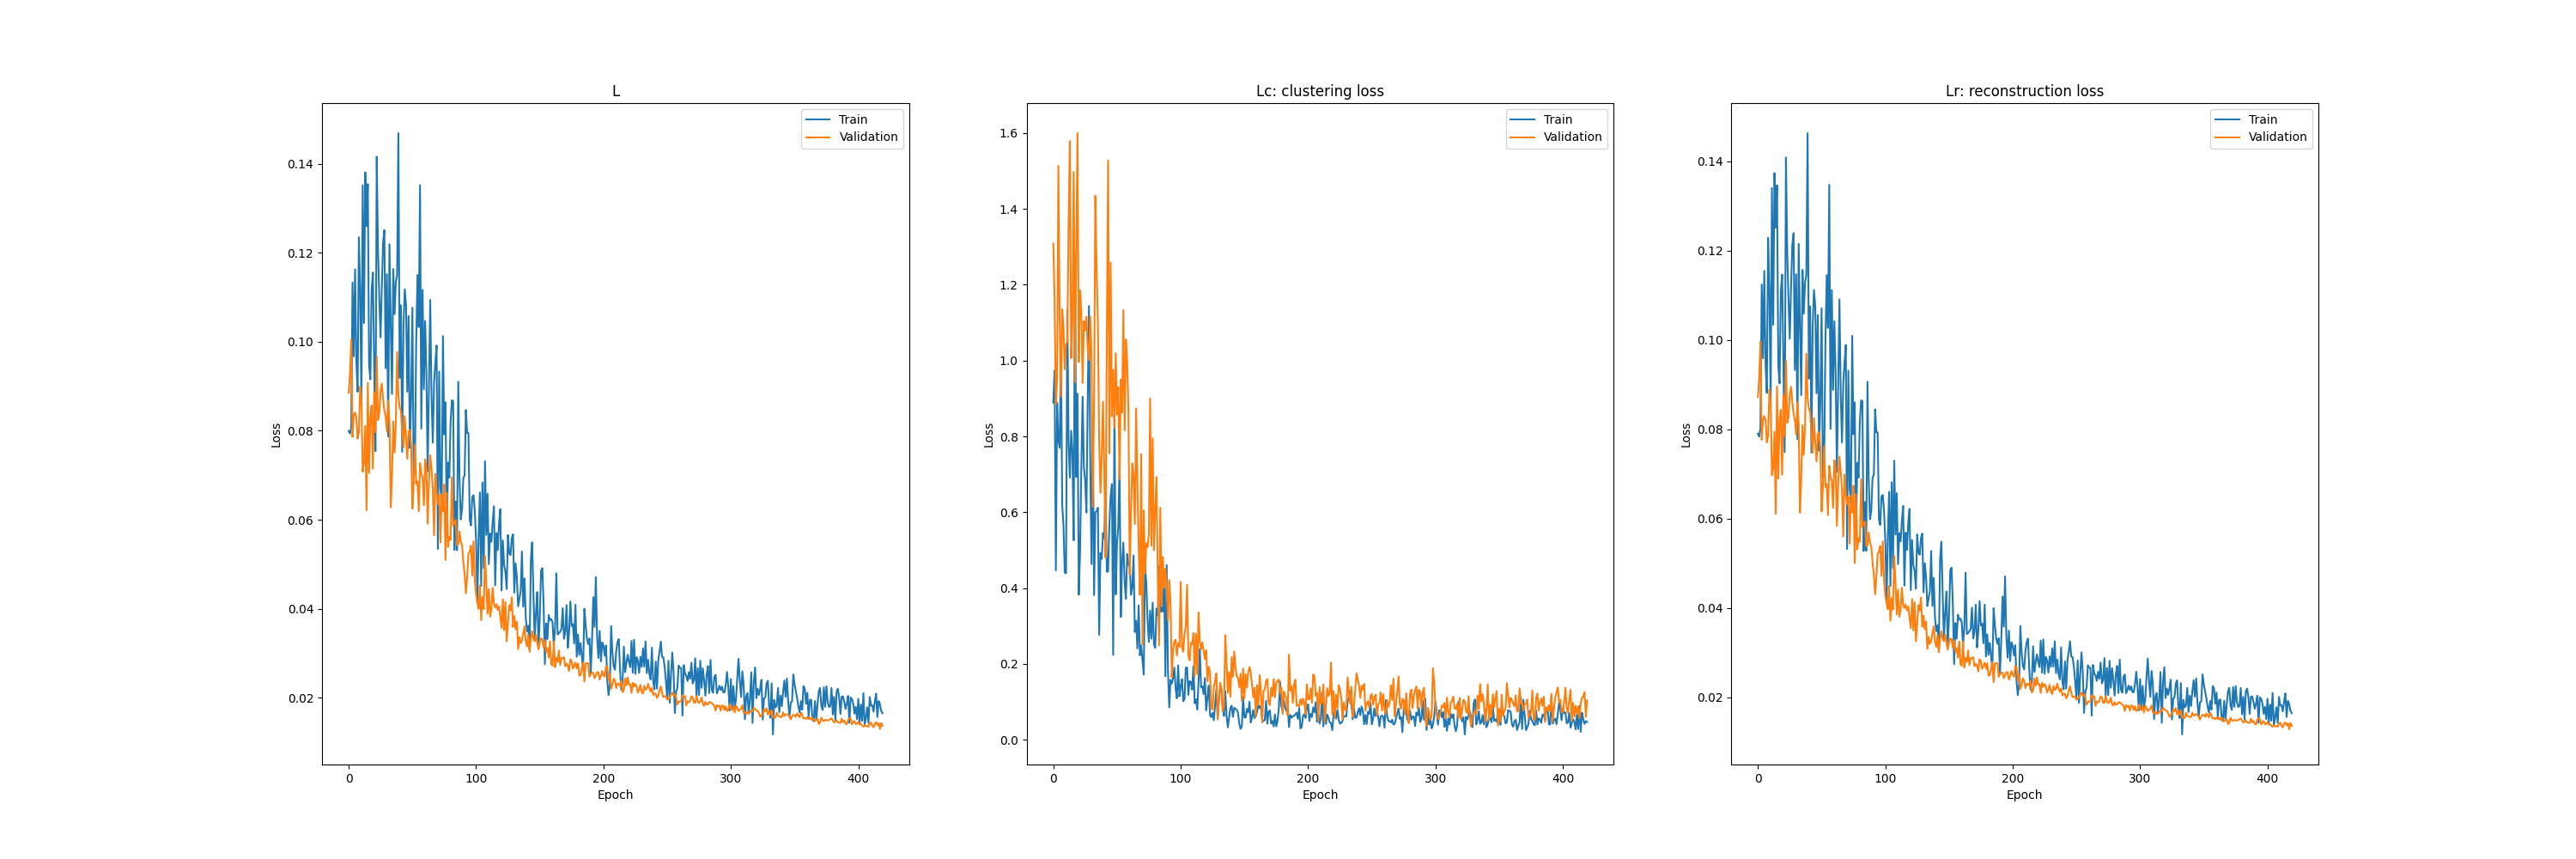 L
Train
Validation
0.14
0.12
0.10
0.08
0.06
0.04
0.02
Loss
0 100 200 300 400
Epoch
Lc: clustering loss
Train
Validation
1.6
1.4
1.2
1.0
0.8
0.6
0.4
0.2
0.0
Loss
0 100 200 300 400
Epoch
Lr: reconstruction loss
Train
Validation
0.14
0.12
0.10
0.08
0.06
0.04
0.02
Loss
0 100 200 300 400
Epoch